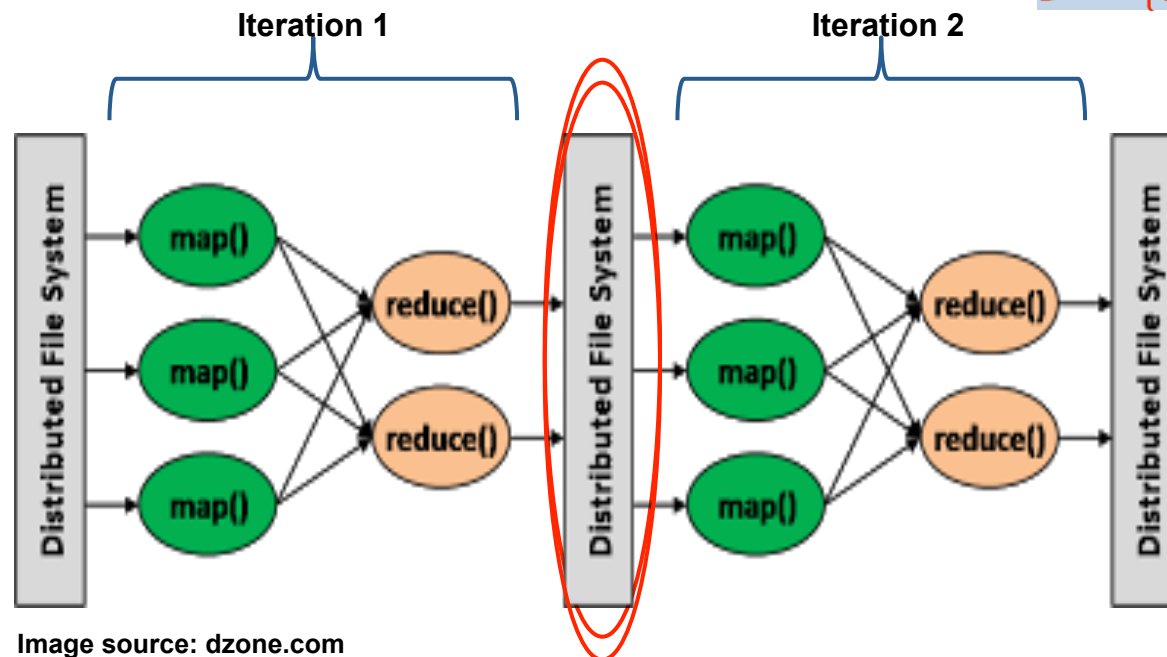 Iteration 1
Iteration 2
Distributed File System
map()
map()
map()
reduce()
reduce()
Distributed File System
map()
map()
map()
reduce()
reduce()
Distributed File System
Image source: dzone.com